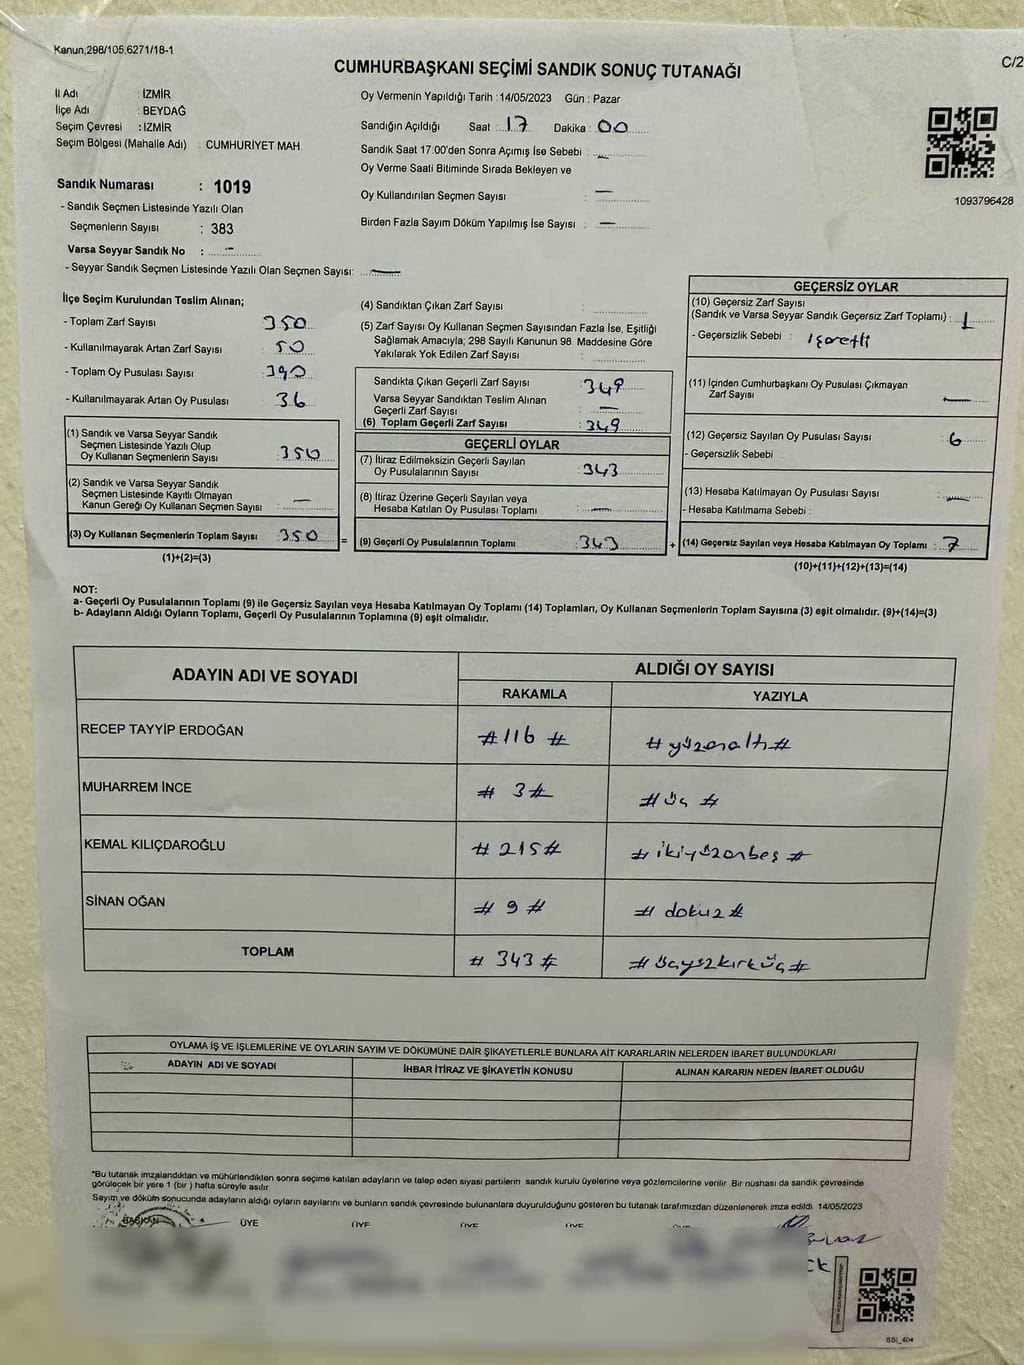 Kanun,298/105,6271/18-1
C/2
CUMHURBAŞKANI SEÇİMİ SANDIK SONUÇ TUTANAĞI
İl Adı : İZMİR
İlçe Adı : BEYDAĞ
Seçim Çevresi : İZMİR
Seçim Bölgesi (Mahalle Adı) : CUMHURİYET MAH.
Oy Vermenin Yapıldığı Tarih : 14/05/2023 Gün : Pazar
Sandığın Açıldığı Saat : 17 Dakika : 00
Sandık Saat 17:00'den Sonra Açımış İse Sebebi : —
Oy Verme Saati Bitiminde Sırada Bekleyen ve
Oy Kullandırılan Seçmen Sayısı : —
Birden Fazla Sayım Döküm Yapılmış İse Sayısı : —
1093796428
Sandık Numarası : 1019
- Sandık Seçmen Listesinde Yazılı Olan
Seçmenlerin Sayısı : 383
Varsa Seyyar Sandık No : —
- Seyyar Sandık Seçmen Listesinde Yazılı Olan Seçmen Sayısı: —
İlçe Seçim Kurulundan Teslim Alınan;
- Toplam Zarf Sayısı : 350
- Kullanılmayarak Artan Zarf Sayısı : 50
- Toplam Oy Pusulası Sayısı : 390
- Kullanılmayarak Artan Oy Pusulası : 36
(1) Sandık ve Varsa Seyyar Sandık
Seçmen Listesinde Yazılı Olup
Oy Kullanan Seçmenlerin Sayısı : 350
(2) Sandık ve Varsa Seyyar Sandık
Seçmen Listesinde Kayıtlı Olmayan
Kanun Gereği Oy Kullanan Seçmen Sayısı : —
(3) Oy Kullanan Seçmenlerin Toplam Sayısı : 350
(1)+(2)=(3)
(4) Sandıktan Çıkan Zarf Sayısı :
(5) Zarf Sayısı Oy Kullanan Seçmen Sayısından Fazla İse, Eşitliği
Sağlamak Amacıyla; 298 Sayılı Kanunun 98. Maddesine Göre
Yakılarak Yok Edilen Zarf Sayısı :
Sandıkta Çıkan Geçerli Zarf Sayısı : 349
Varsa Seyyar Sandıktan Teslim Alınan
Geçerli Zarf Sayısı : —
(6) Toplam Geçerli Zarf Sayısı : 349
GEÇERLİ OYLAR
(7) İtiraz Edilmeksizin Geçerli Sayılan
Oy Pusulalarının Sayısı : 343
(8) İtiraz Üzerine Geçerli Sayılan veya
Hesaba Katılan Oy Pusulası Toplamı : —
= (9) Geçerli Oy Pusulalarının Toplamı : 343
GEÇERSİZ OYLAR
(10) Geçersiz Zarf Sayısı
(Sandık ve Varsa Seyyar Sandık Geçersiz Zarf Toplamı) : 1
- Geçersizlik Sebebi : işaretli
(11) İçinden Cumhurbaşkanı Oy Pusulası Çıkmayan
Zarf Sayısı : —
(12) Geçersiz Sayılan Oy Pusulası Sayısı : 6
- Geçersizlik Sebebi :
(13) Hesaba Katılmayan Oy Pusulası Sayısı : —
- Hesaba Katılmama Sebebi :
+ (14) Geçersiz Sayılan veya Hesaba Katılmayan Oy Toplamı : 7
(10)+(11)+(12)+(13)=(14)
NOT:
a- Geçerli Oy Pusulalarının Toplamı (9) ile Geçersiz Sayılan veya Hesaba Katılmayan Oy Toplamı (14) Toplamları, Oy Kullanan Seçmenlerin Toplam Sayısına (3) eşit olmalıdır. (9)+(14)=(3)
b- Adayların Aldığı Oyların Toplamı, Geçerli Oy Pusulalarının Toplamına (9) eşit olmalıdır.
ADAYIN ADI VE SOYADI
ALDIĞI OY SAYISI
RAKAMLA YAZIYLA
RECEP TAYYİP ERDOĞAN #116# #yüzonaltı#
MUHARREM İNCE #3# #üç#
KEMAL KILIÇDAROĞLU #215# #ikiyüzonbeş#
SİNAN OĞAN #9# #dokuz#
TOPLAM #343# #üçyüzkırküç#
OYLAMA İŞ VE İŞLEMLERİNE VE OYLARIN SAYIM VE DÖKÜMÜNE DAİR ŞİKAYETLERLE BUNLARA AİT KARARLARIN NELERDEN İBARET BULUNDUKLARI
ADAYIN ADI VE SOYADI İHBAR İTİRAZ VE ŞİKAYETİN KONUSU ALINAN KARARIN NEDEN İBARET OLDUĞU
*Bu tutanak imzalandıktan ve mühürlendikten sonra seçime katılan adayların ve talep eden siyasi partilerin sandık kurulu üyelerine veya gözlemcilerine verilir. Bir nüshası da sandık çevresinde
görülecek bir yere 1 (bir ) hafta süreyle asılır.
Sayım ve döküm sonucunda adayların aldığı oyların sayılarını ve bunların sandık çevresinde bulunanlara duyurulduğunu gösteren bu tutanak tarafımızdan düzenlenerek imza edildi. 14/05/2023
BAŞKAN ÜYE ÜYE ÜYE ÜYE